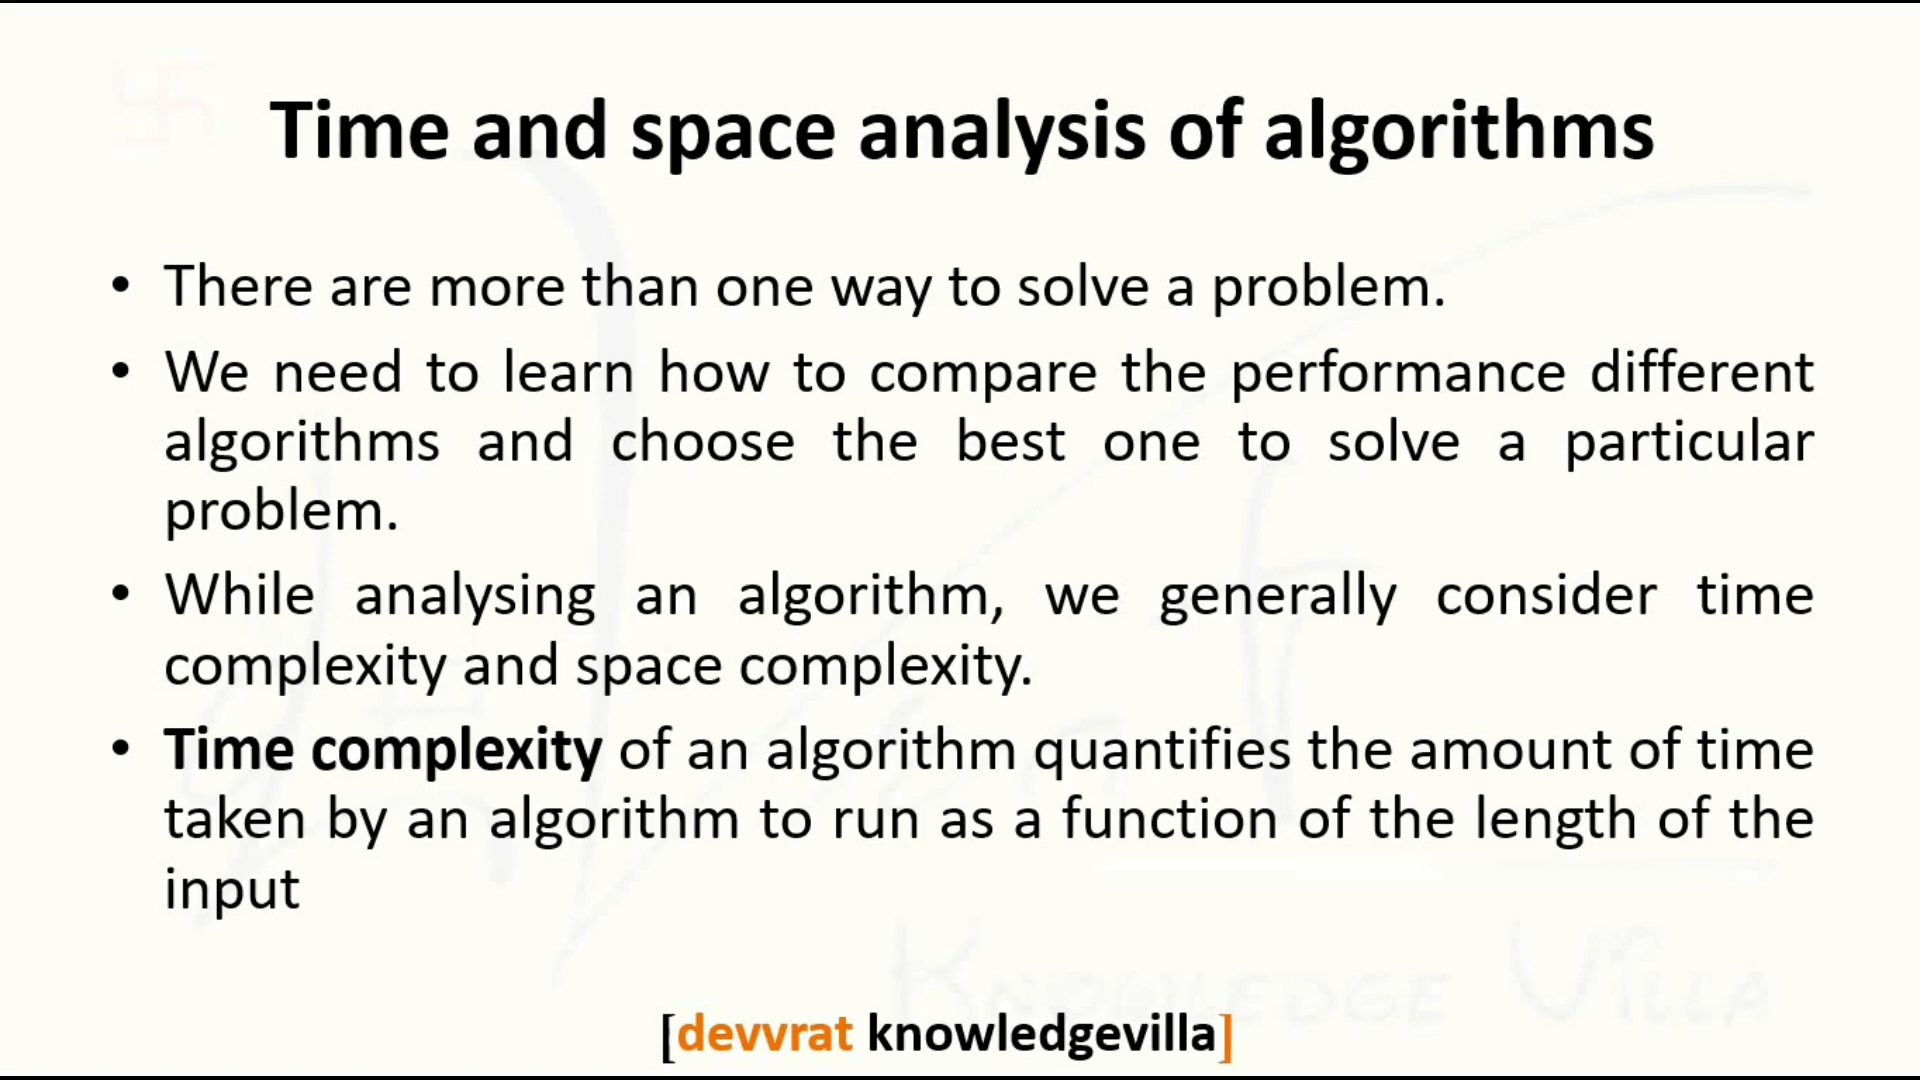 Time and space analysis of algorithms
• There are more than one way to solve a problem.
• We need to learn how to compare the performance different
algorithms and choose the best one to solve a particular
problem.
• While analysing an algorithm, we generally consider time
complexity and space complexity.
• Time complexity of an algorithm quantifies the amount of time
taken by an algorithm to run as a function of the length of the
input
KNOWLEDGE VILLA
[devvrat knowledgevilla]